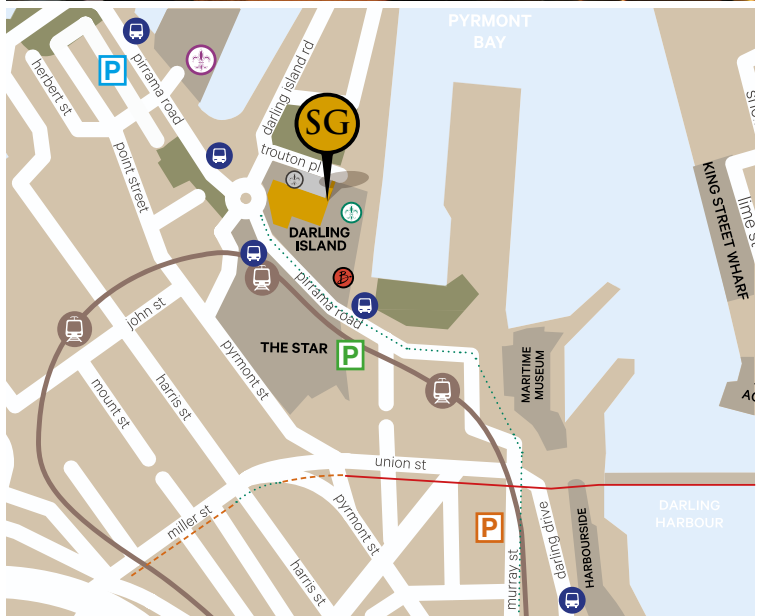 PYRMONT
BAY
P
herbert st
pirrama road
darling island rd
SG
trouton pl
point street
DARLING
ISLAND
KING STREET WHARF
lime st
pirrama road
john st
THE STAR
P
pyrmont st
harris st
mount st
MARITIME
MUSEUM
union st
miller st
pyrmont st
harris st
P
murray st
darling drive
HARBOURSIDE
DARLING
HARBOUR